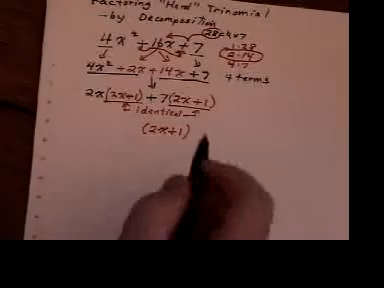 Factoring "Hard" Trinomial
- by Decomposition
28=4×7
4x² + 16x + 7
1·28
2·14
4·7
4x² + 2x + 14x + 7 4 terms
2x(2x+1) + 7(2x+1)
identical
(2x+1)